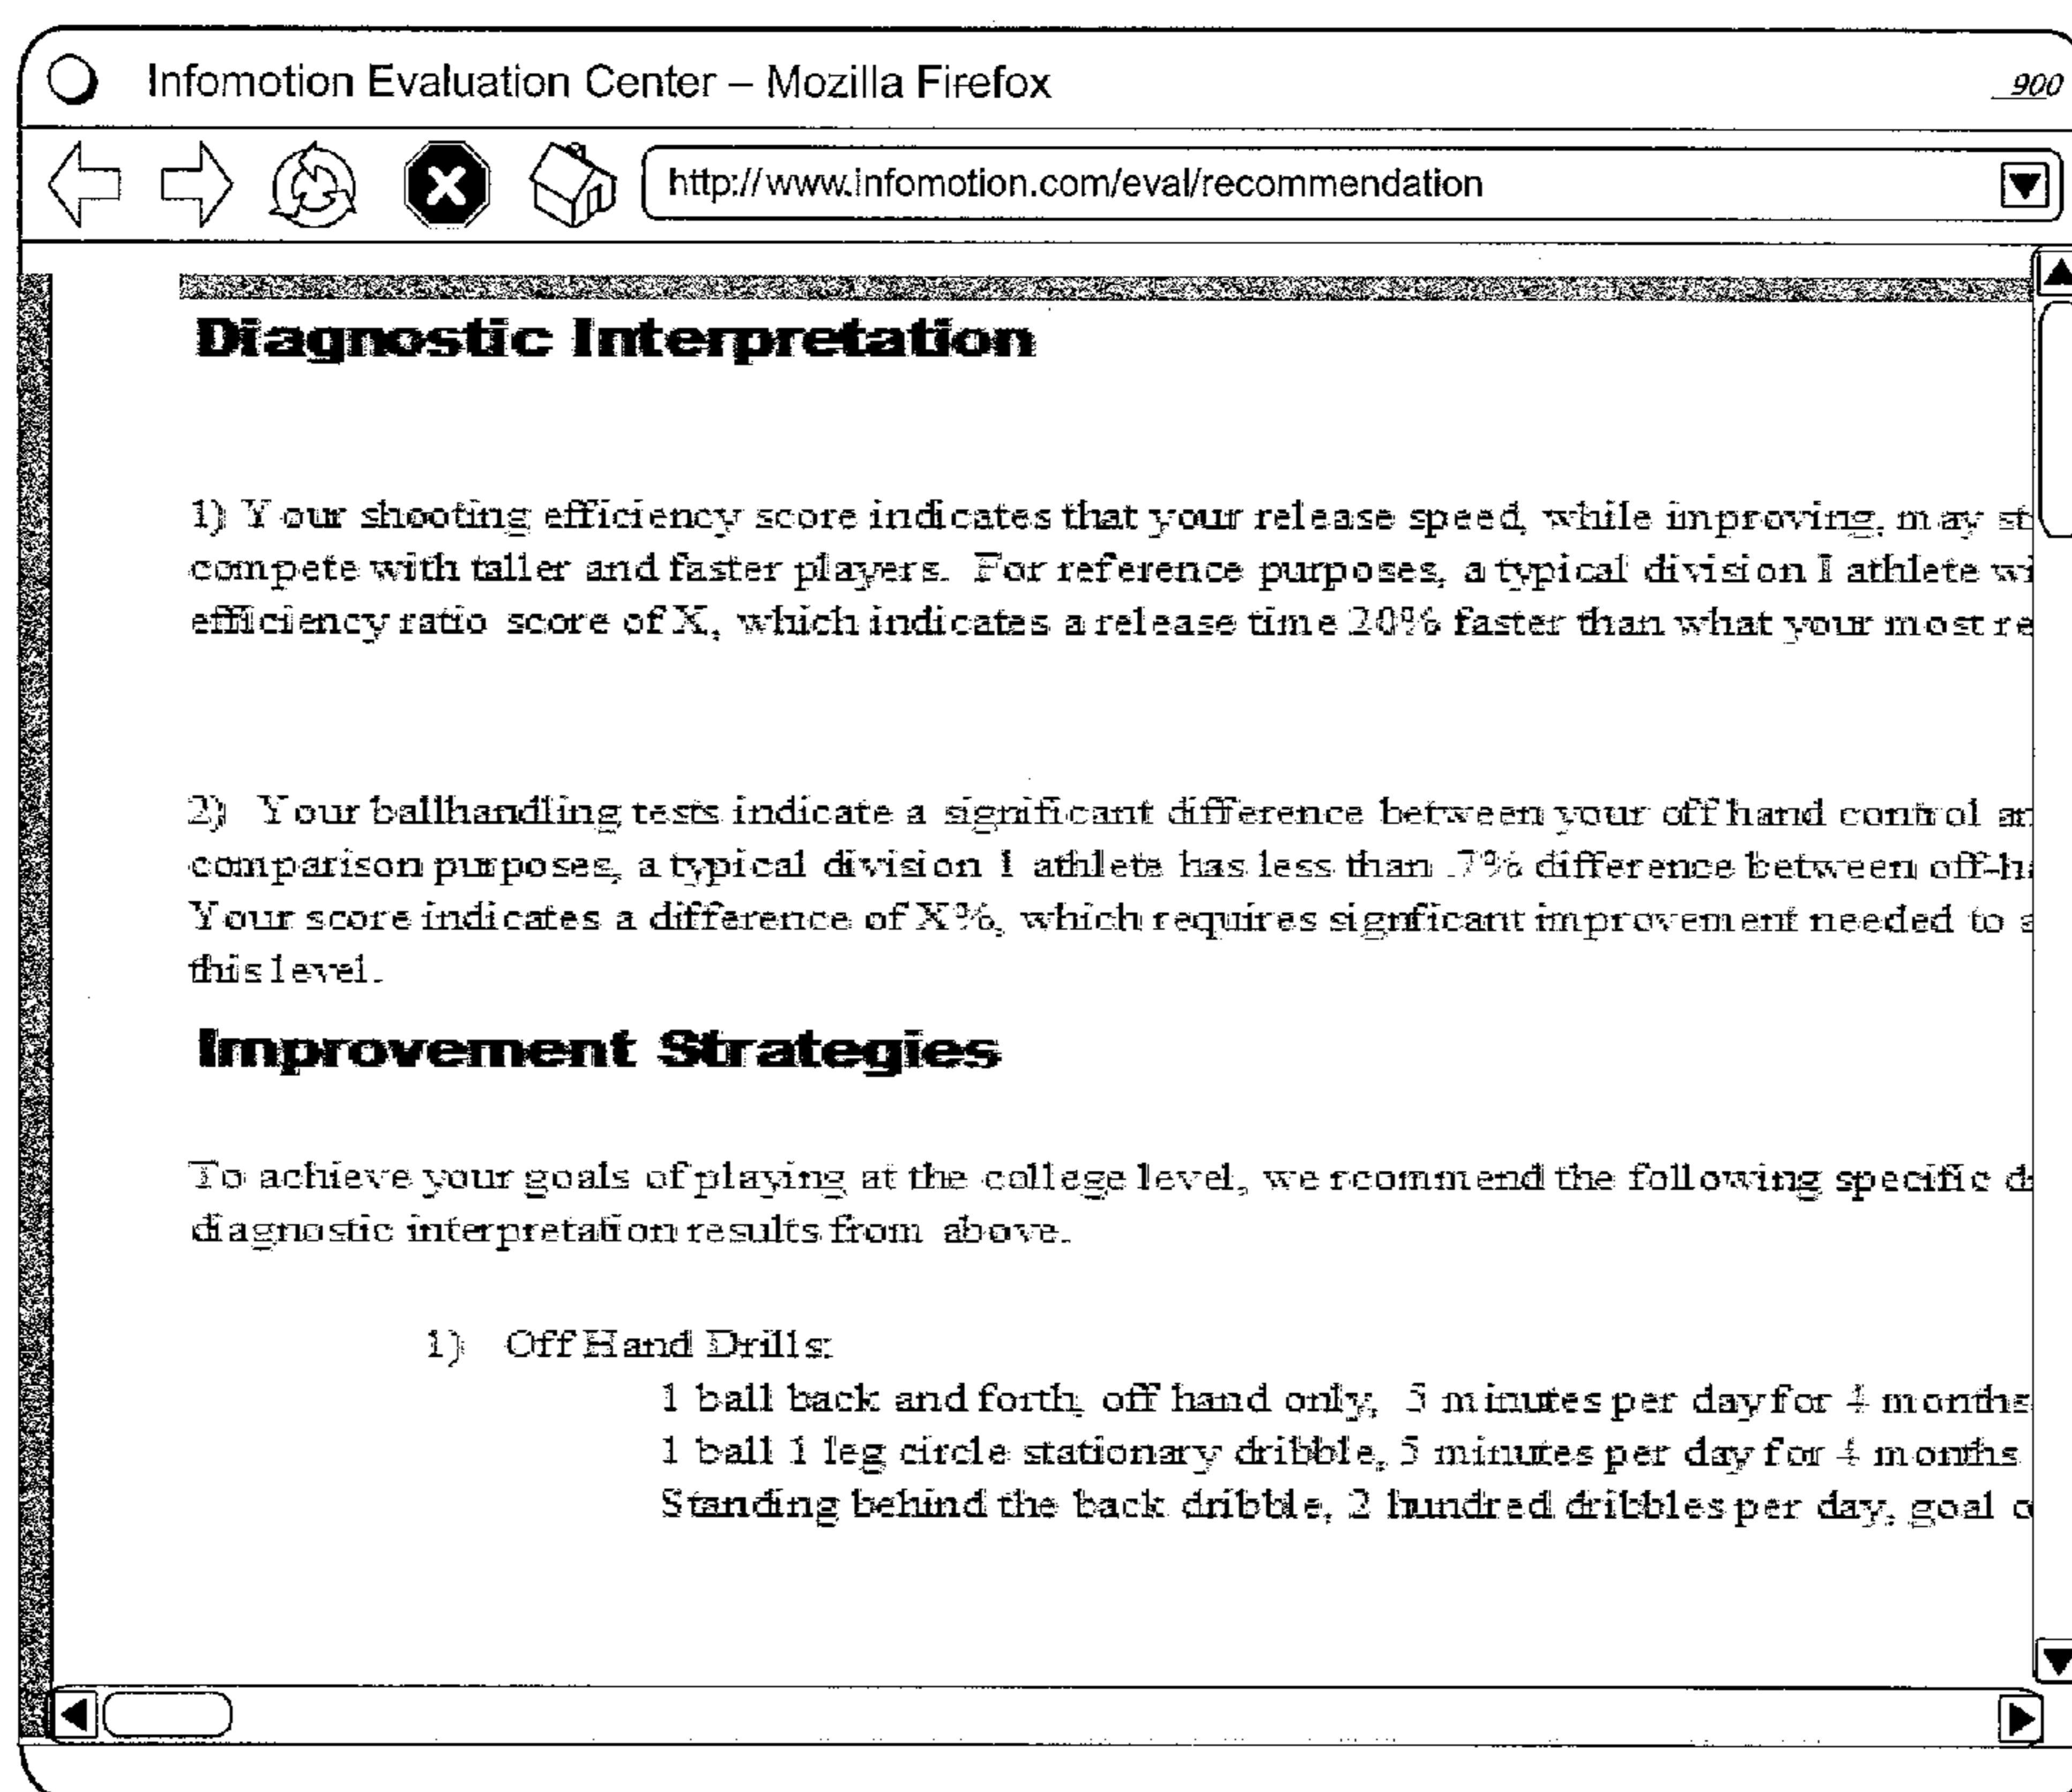 Infomotion Evaluation Center – Mozilla Firefox
900
http://www.infomotion.com/eval/recommendation
Diagnostic Interpretation
1) Your shooting efficiency score indicates that your release speed, while improving, may st
compete with taller and faster players. For reference purposes, a typical division I athlete wi
efficiency ratio score of X, which indicates a release time 20% faster than what your most re
2) Your ballhandling tests indicate a significant difference between your off hand control an
comparison purposes, a typical division 1 athlete has less than .7% difference between off-ha
Your score indicates a difference of X%, which requires signficant improvement needed to
this level.
Improvement Strategies
To achieve your goals of playing at the college level, we rcommend the following specific
diagnostic interpretation results from above.
1) Off Hand Drills:
1 ball back and forth, off hand only, 5 minutes per day for 4 months
1 ball 1 leg circle stationary dribble, 5 minutes per day for 4 months
Standing behind the back dribble, 2 hundred dribbles per day, goal o